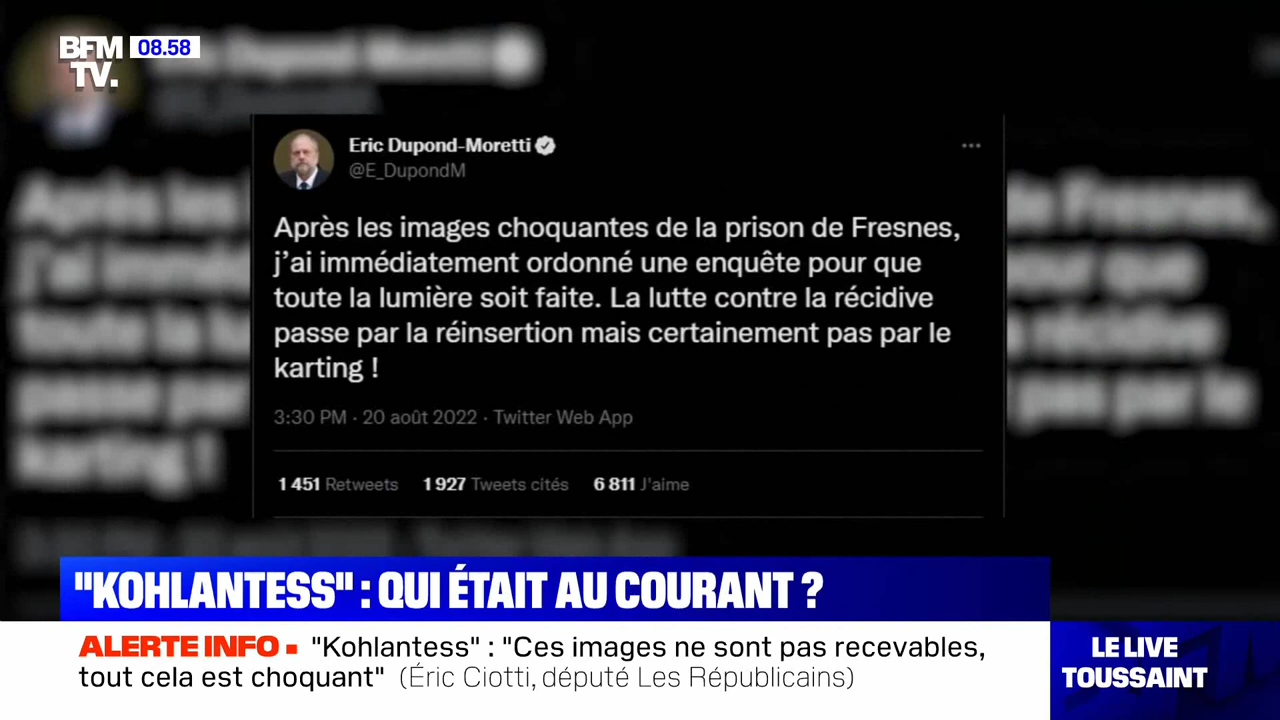 BFM
TV.
08.58
Eric Dupond-Moretti
@E_DupondM
Après les images choquantes de la prison de Fresnes,
j'ai immédiatement ordonné une enquête pour que
toute la lumière soit faite. La lutte contre la récidive
passe par la réinsertion mais certainement pas par le
karting !
3:30 PM · 20 août 2022 · Twitter Web App
1 451 Retweets 1 927 Tweets cités 6 811 J'aime
"KOHLANTESS" : QUI ÉTAIT AU COURANT ?
ALERTE INFO ▪ "Kohlantess" : "Ces images ne sont pas recevables,
tout cela est choquant" (Éric Ciotti, député Les Républicains)
LE LIVE
TOUSSAINT